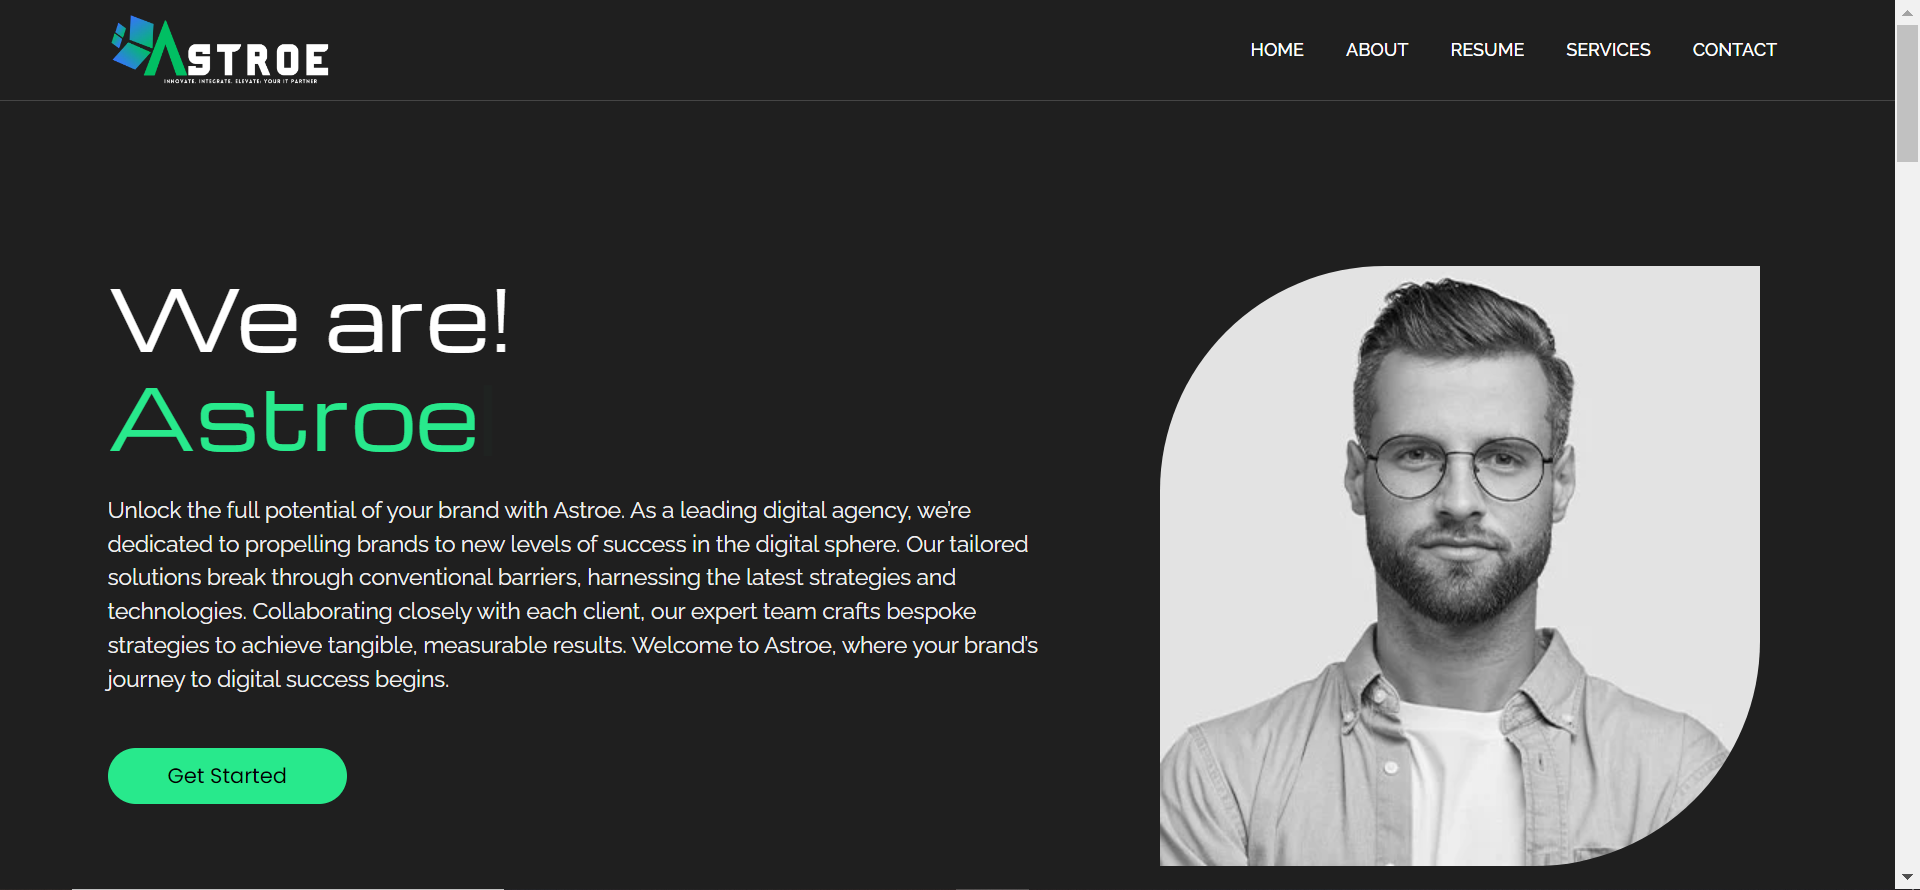 ASTROE
INNOVATE. INTEGRATE. ELEVATE: YOUR IT PARTNER
HOME
ABOUT
RESUME
SERVICES
CONTACT
We are!
Astroe
Unlock the full potential of your brand with Astroe. As a leading digital agency, we’re
dedicated to propelling brands to new levels of success in the digital sphere. Our tailored
solutions break through conventional barriers, harnessing the latest strategies and
technologies. Collaborating closely with each client, our expert team crafts bespoke
strategies to achieve tangible, measurable results. Welcome to Astroe, where your brand’s
journey to digital success begins.
Get Started